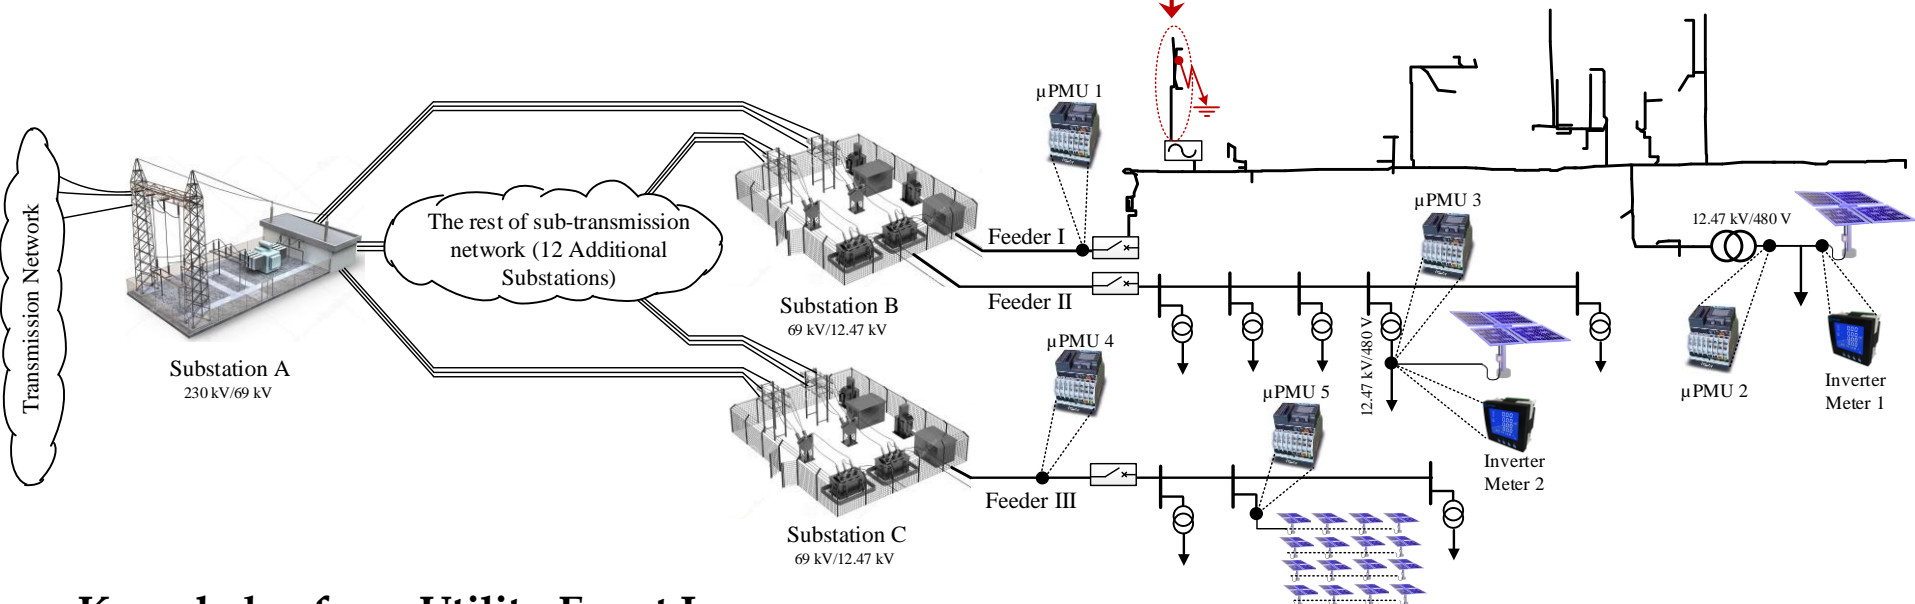 Transmission Network
Substation A
230 kV/69 kV
The rest of sub-transmission
network (12 Additional
Substations)
Substation B
69 kV/12.47 kV
Substation C
69 kV/12.47 kV
µPMU 1
Feeder I
Feeder II
µPMU 3
12.47 kV/480 V
12.47 kV/480 V
µPMU 2
Inverter
Meter 1
µPMU 4
µPMU 5
Inverter
Meter 2
Feeder III